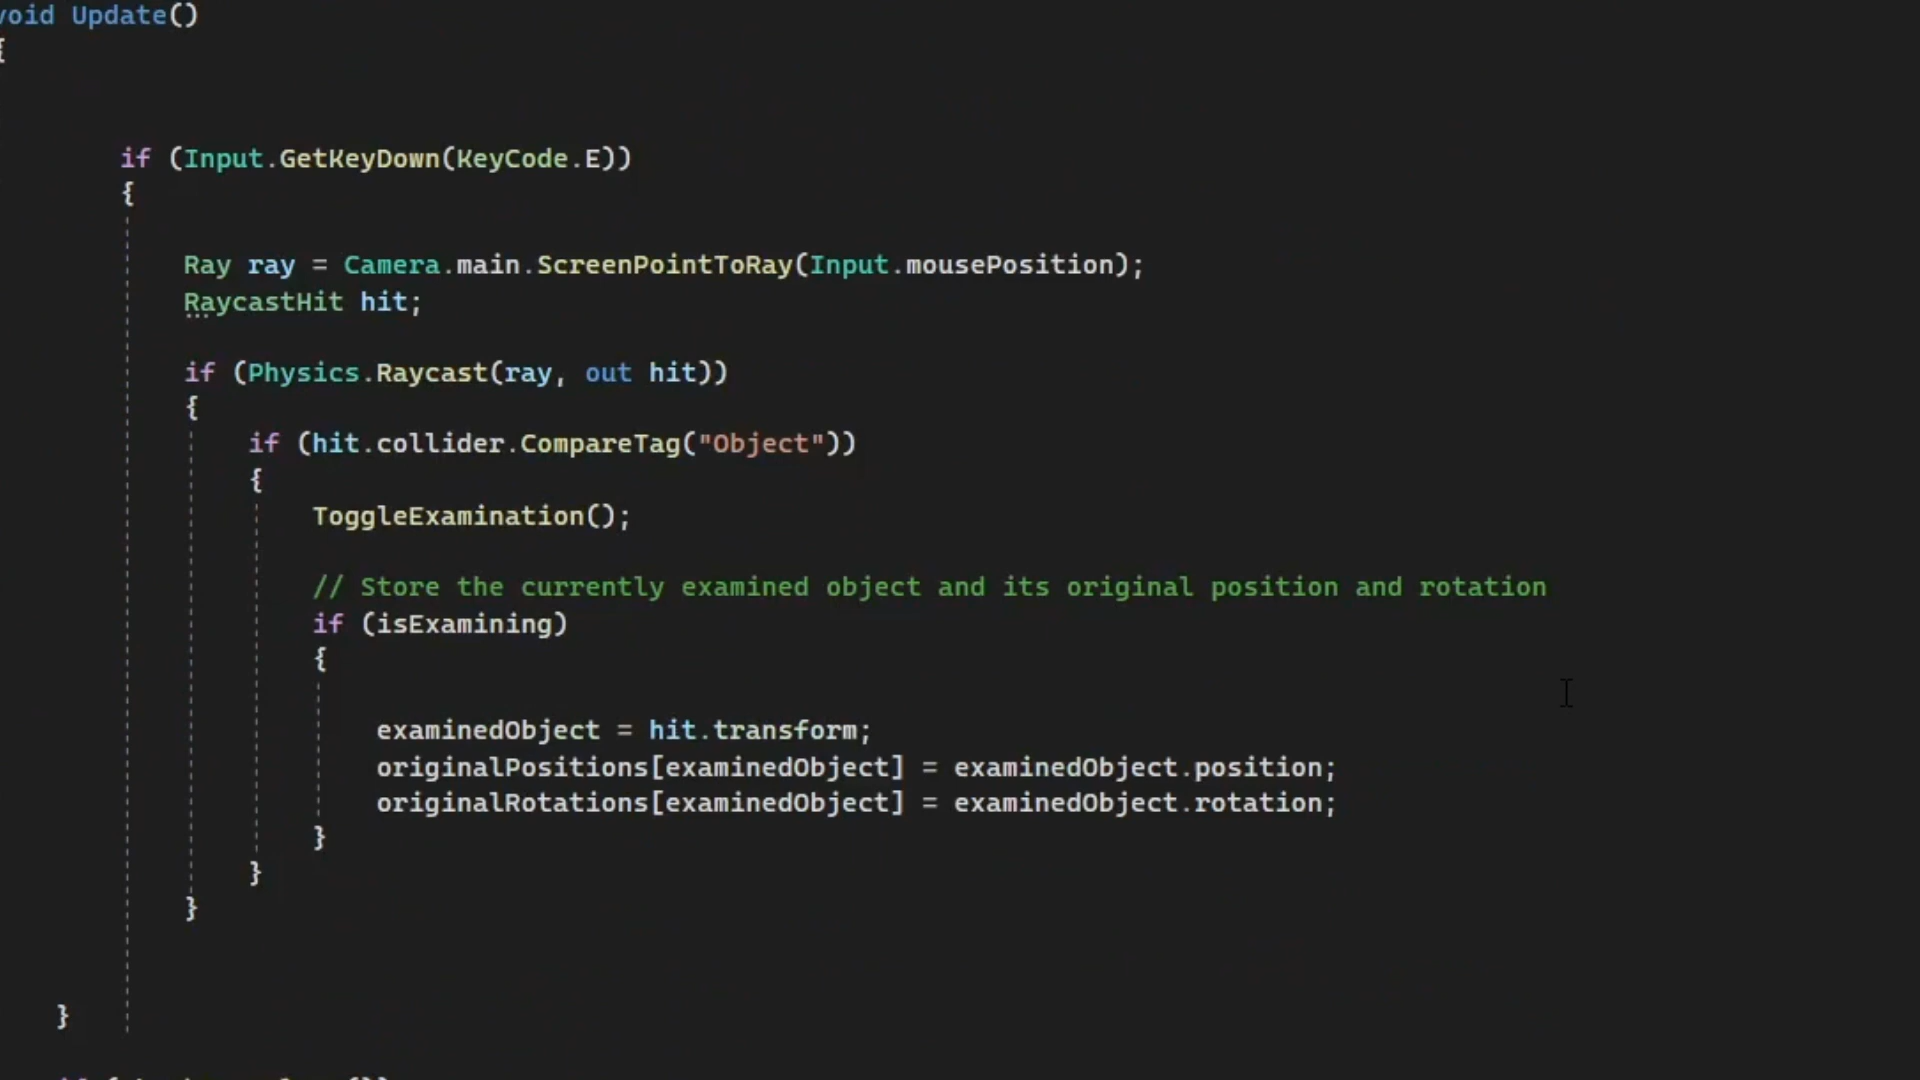 void Update()
{
if (Input.GetKeyDown(KeyCode.E))
{
Ray ray = Camera.main.ScreenPointToRay(Input.mousePosition);
RaycastHit hit;
if (Physics.Raycast(ray, out hit))
{
if (hit.collider.CompareTag("Object"))
{
ToggleExamination();
// Store the currently examined object and its original position and rotation
if (isExamining)
{
examinedObject = hit.transform;
originalPositions[examinedObject] = examinedObject.position;
originalRotations[examinedObject] = examinedObject.rotation;
}
}
}
}